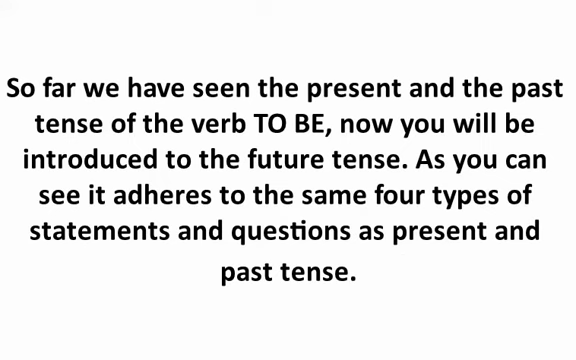 So far we have seen the present and the past
tense of the verb TO BE, now you will be
introduced to the future tense. As you can
see it adheres to the same four types of
statements and questions as present and
past tense.